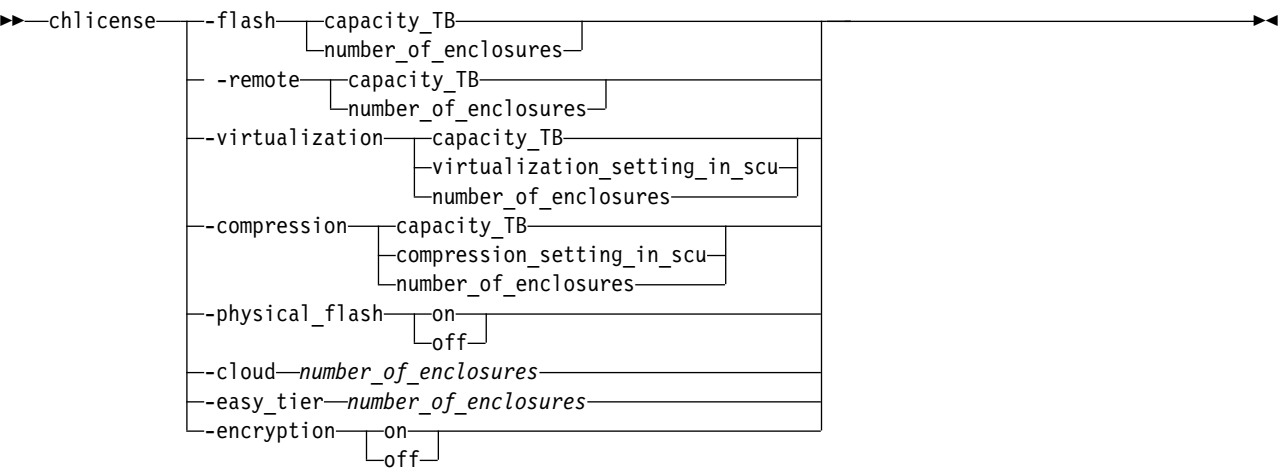 chlicense -flash capacity_TB
number_of_enclosures
-remote capacity_TB
number_of_enclosures
-virtualization capacity_TB
virtualization_setting_in_scu
number_of_enclosures
-compression capacity_TB
compression_setting_in_scu
number_of_enclosures
-physical_flash on
off
-cloud number_of_enclosures
-easy_tier number_of_enclosures
-encryption on
off